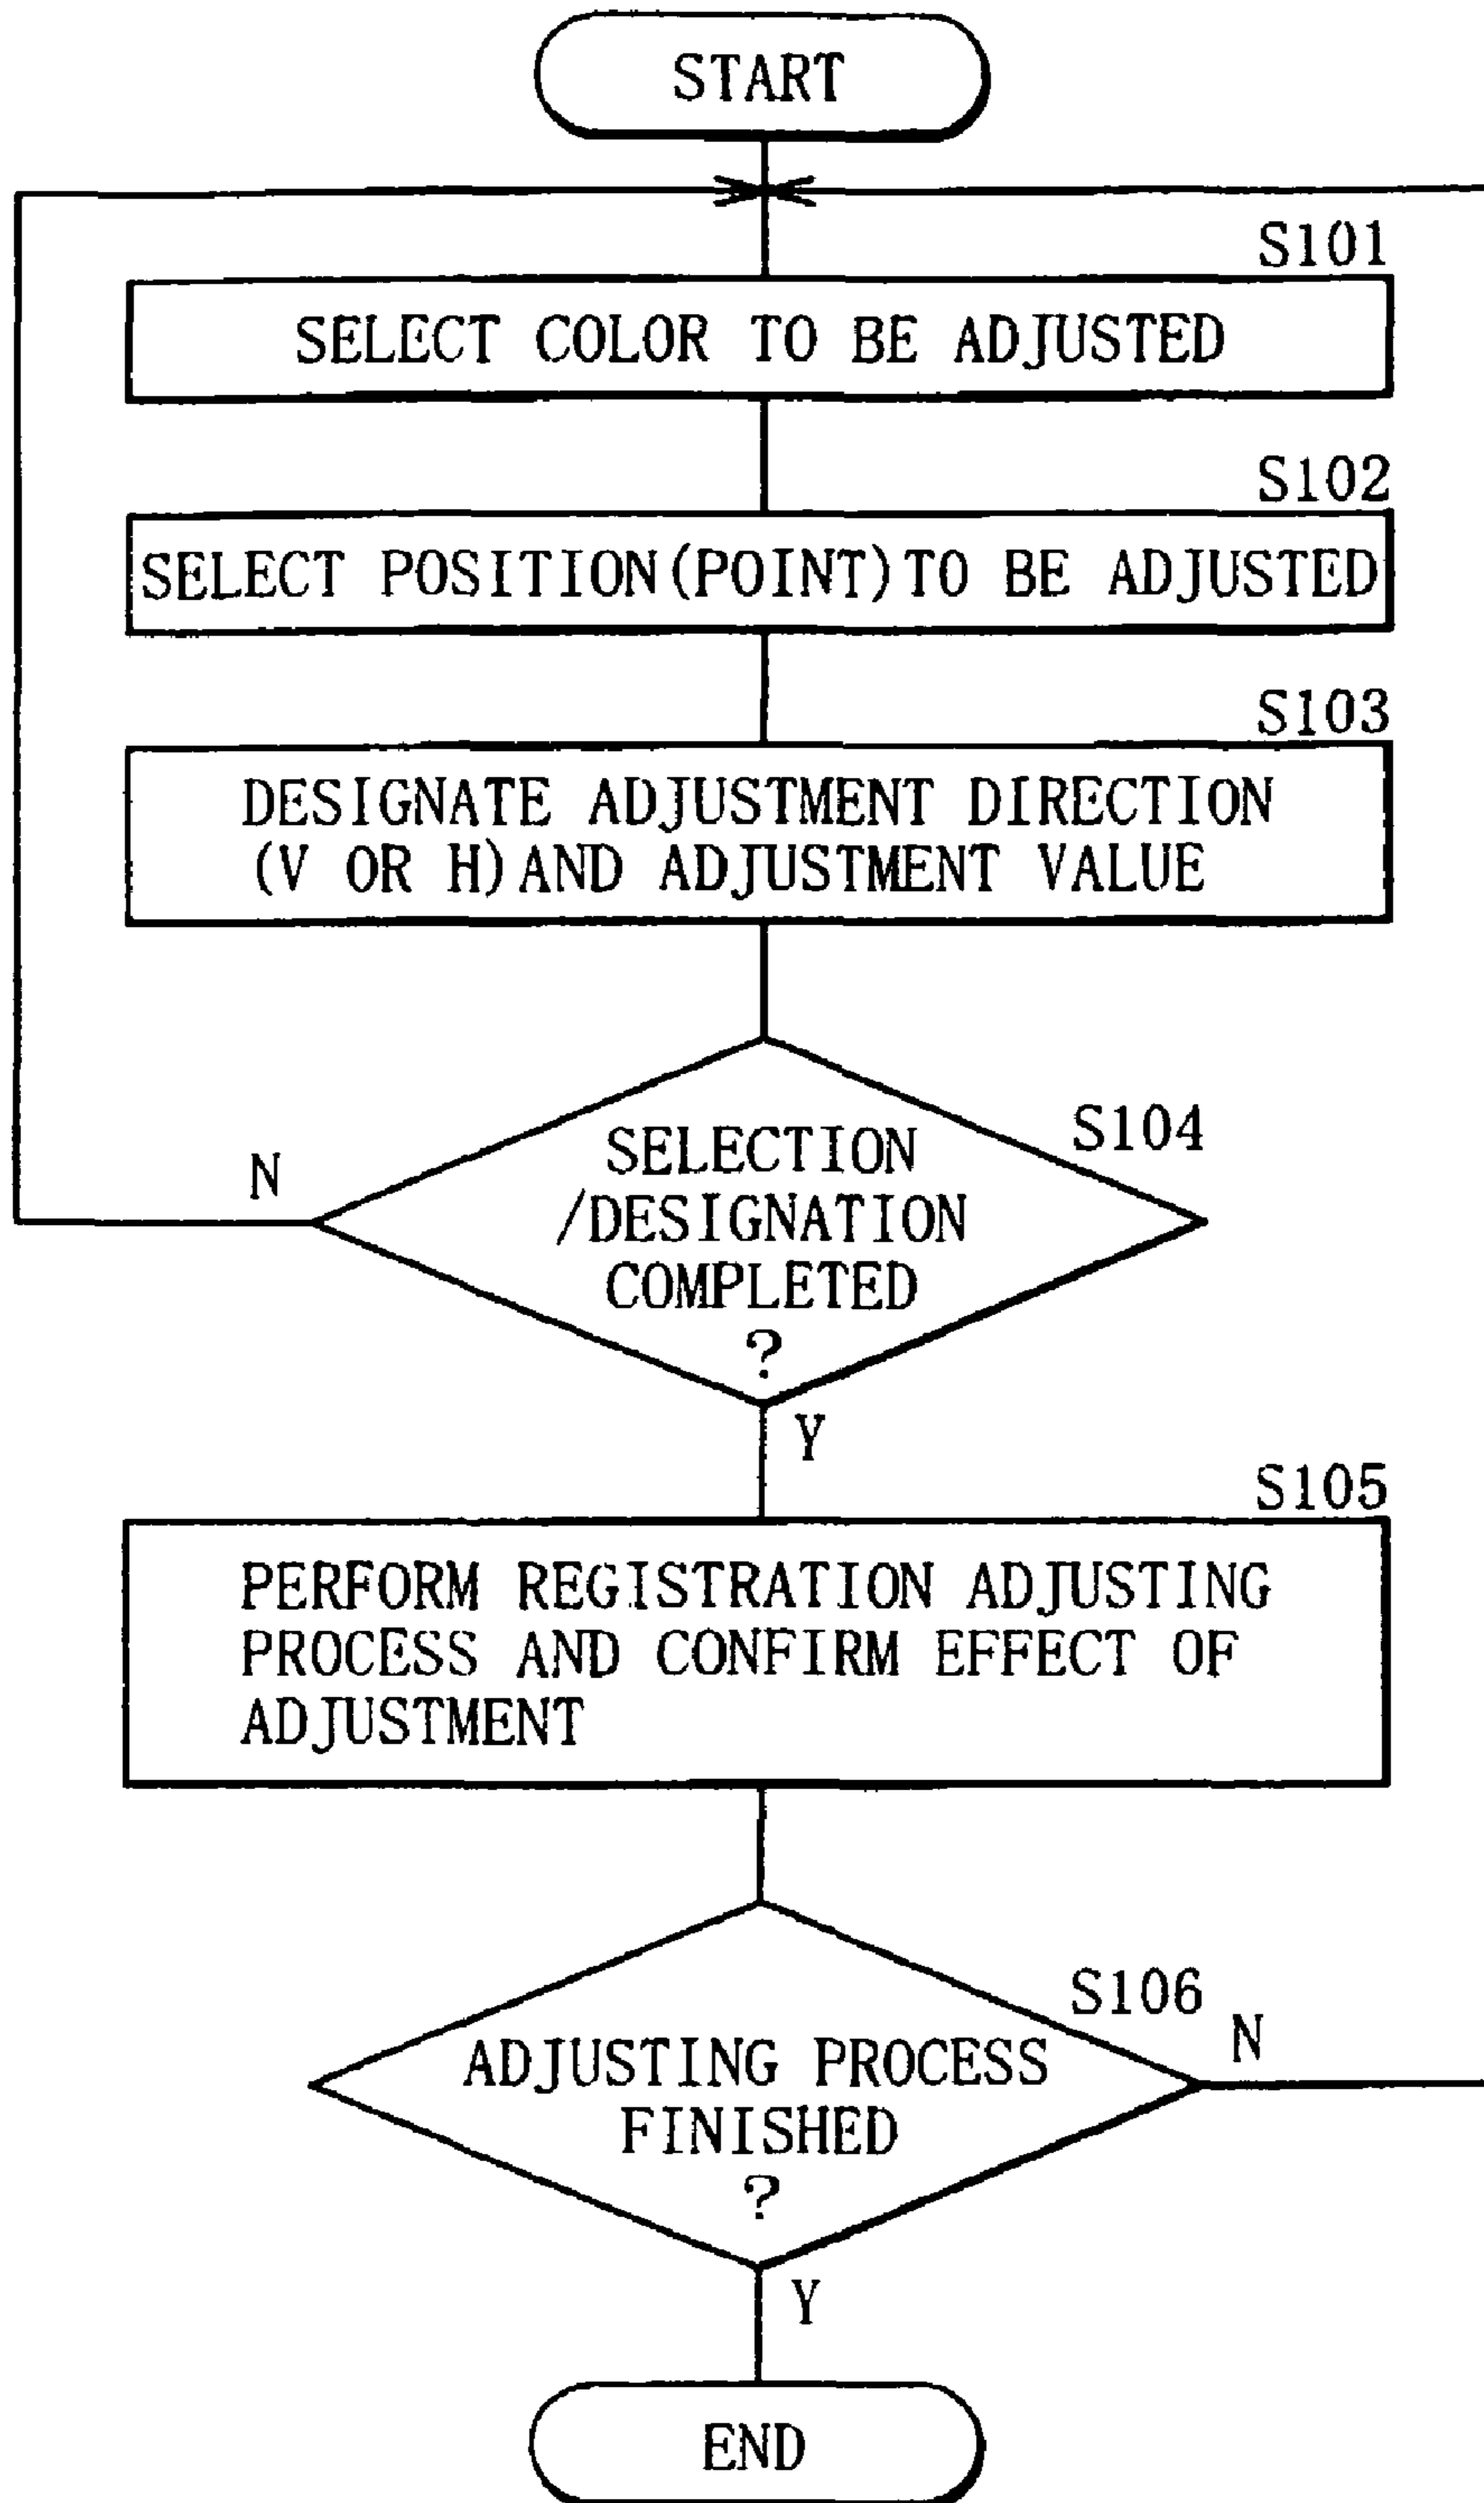 START
S101
SELECT COLOR TO BE ADJUSTED
S102
SELECT POSITION(POINT)TO BE ADJUSTED
S103
DESIGNATE ADJUSTMENT DIRECTION
(V OR H)AND ADJUSTMENT VALUE
S104
SELECTION
/DESIGNATION
COMPLETED
?
N
Y
S105
PERFORM REGISTRATION ADJUSTING
PROCESS AND CONFIRM EFFECT OF
ADJUSTMENT
S106
ADJUSTING PROCESS
FINISHED
?
N
Y
END